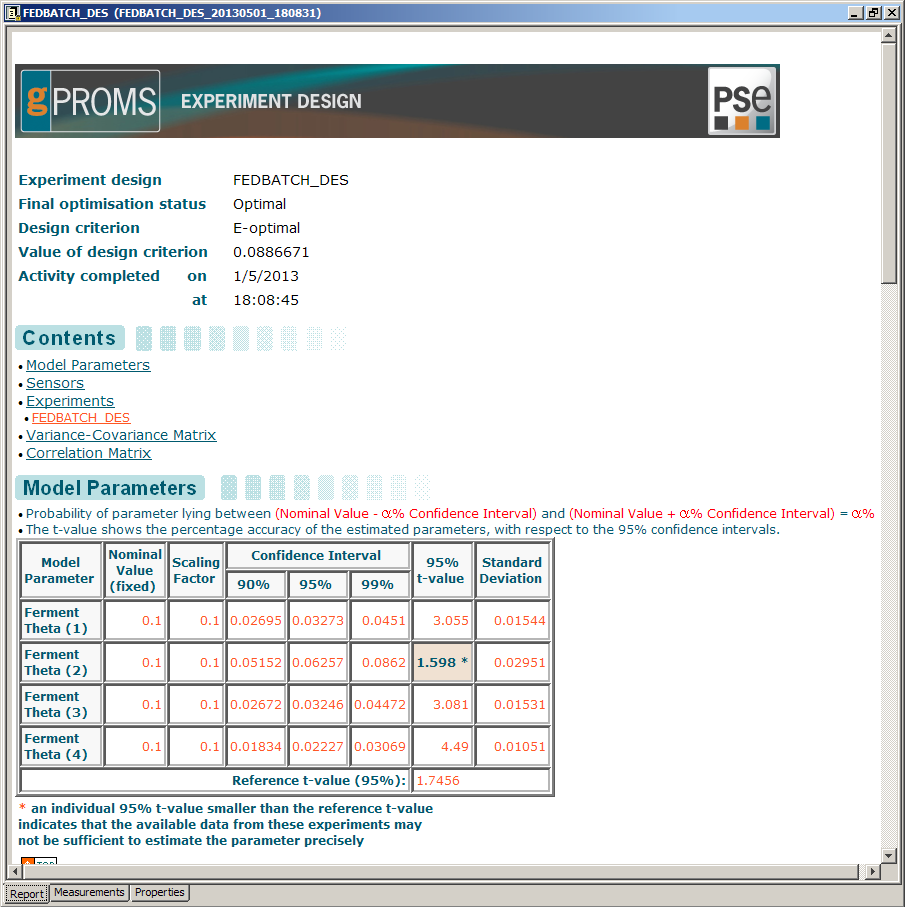 FEDBATCH_DES (FEDBATCH_DES_20130501_180831)
gPROMS EXPERIMENT DESIGN PSE
Experiment design FEDBATCH_DES
Final optimisation status Optimal
Design criterion E-optimal
Value of design criterion 0.0886671
Activity completed on 1/5/2013
at 18:08:45
Contents
• Model Parameters
• Sensors
• Experiments
• FEDBATCH_DES
• Variance-Covariance Matrix
• Correlation Matrix
Model Parameters
• Probability of parameter lying between (Nominal Value - α% Confidence Interval) and (Nominal Value + α% Confidence Interval) = α%
• The t-value shows the percentage accuracy of the estimated parameters, with respect to the 95% confidence intervals.
Model Parameter Nominal Value (fixed) Scaling Factor Confidence Interval 95% t-value Standard Deviation
90% 95% 99%
Ferment Theta (1) 0.1 0.1 0.02695 0.03273 0.0451 3.055 0.01544
Ferment Theta (2) 0.1 0.1 0.05152 0.06257 0.0862 1.598 * 0.02951
Ferment Theta (3) 0.1 0.1 0.02672 0.03246 0.04472 3.081 0.01531
Ferment Theta (4) 0.1 0.1 0.01834 0.02227 0.03069 4.49 0.01051
Reference t-value (95%): 1.7456
* an individual 95% t-value smaller than the reference t-value
indicates that the available data from these experiments may
not be sufficient to estimate the parameter precisely
Report Measurements Properties